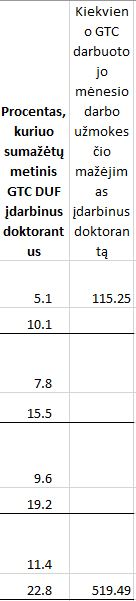 Procentas,
kuriuo
sumažėtų
metinis
GTC DUF
įdarbinus
doktorant
us
Kiekvien
o GTC
darbuoto
jo
mėnesio
darbo
užmokes
čio
mažėjim
as
įdarbinus
doktoran
tą
5.1 115.25
10.1
7.8
15.5
9.6
19.2
11.4
22.8 519.49